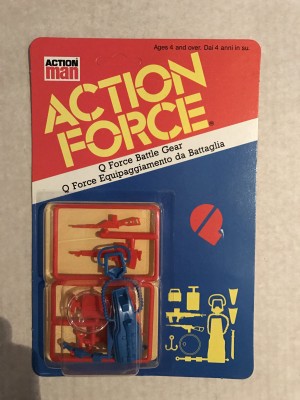 Ages 4 and over. Dai 4 anni in su.
ACTION
man
ACTION
FORCE®
Q Force Battle Gear
Q Force Equipaggiamento da Battaglia